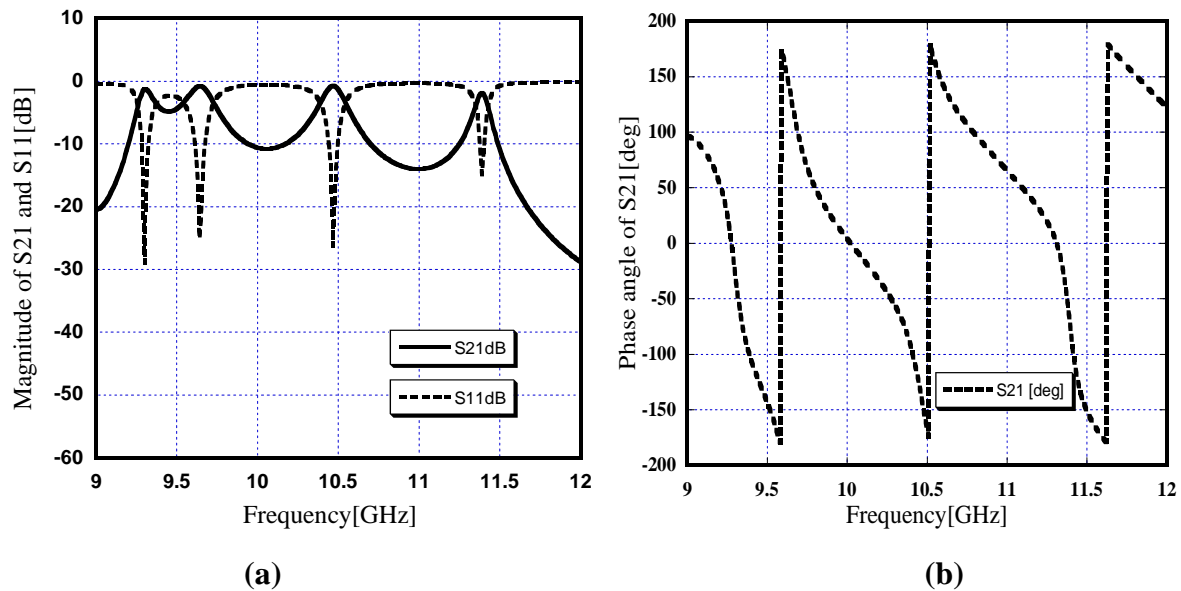 Magnitude of S21 and S11[dB]
10
0
-10
-20
-30
-40
-50
-60
S21dB
S11dB
9 9.5 10 10.5 11 11.5 12
Frequency[GHz]
(a)
Phase angle of S21[deg]
200
150
100
50
0
-50
-100
-150
-200
S21 [deg]
9 9.5 10 10.5 11 11.5 12
Frequency[GHz]
(b)